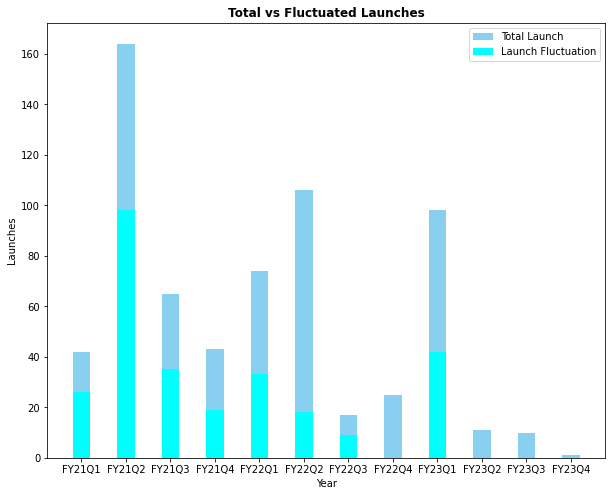 Total vs Fluctuated Launches
Total Launch
Launch Fluctuation
160
140
120
100
80
60
40
20
0
Launches
FY21Q1 FY21Q2 FY21Q3 FY21Q4 FY22Q1 FY22Q2 FY22Q3 FY22Q4 FY23Q1 FY23Q2 FY23Q3 FY23Q4
Year